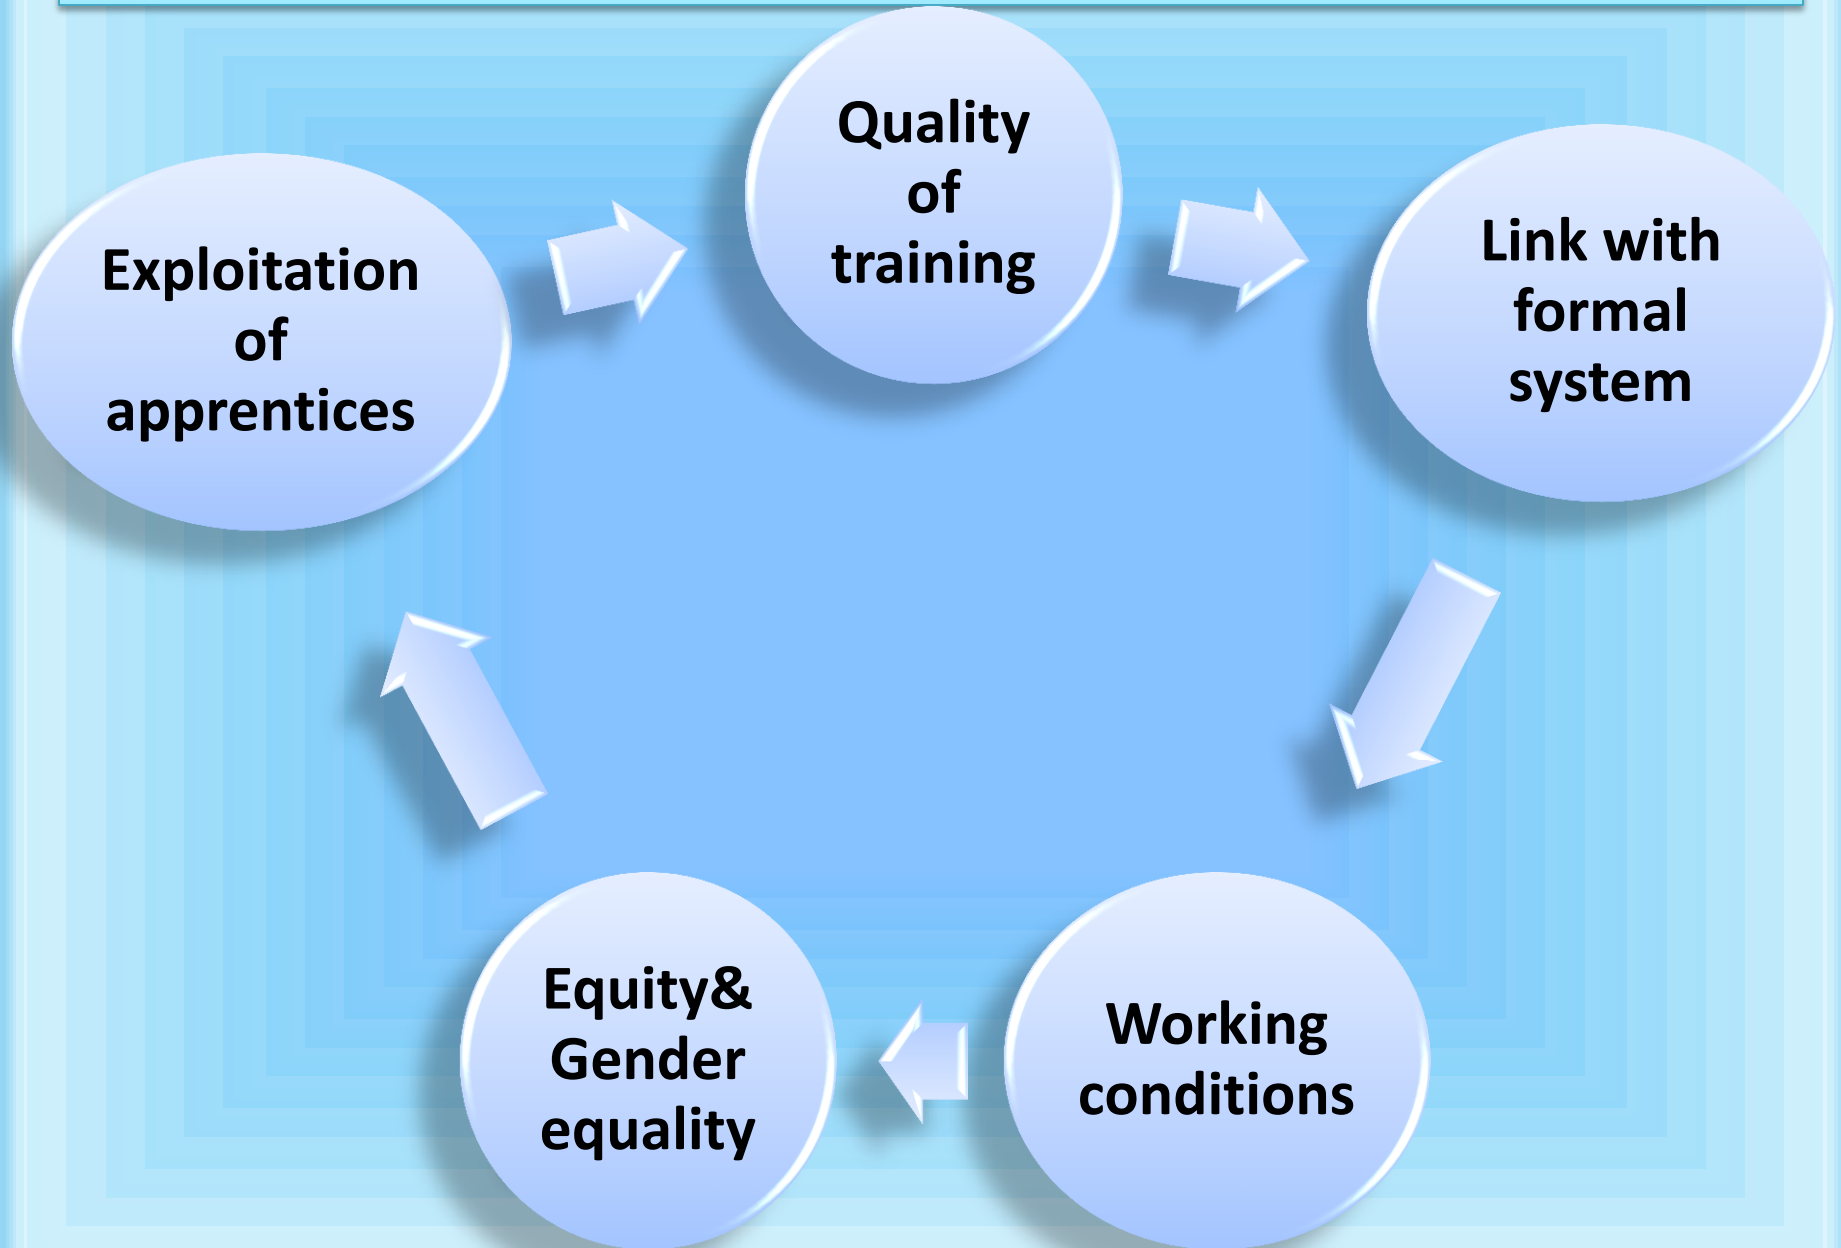 Quality
of
training
Link with
formal
system
Working
conditions
Equity&
Gender
equality
Exploitation
of
apprentices